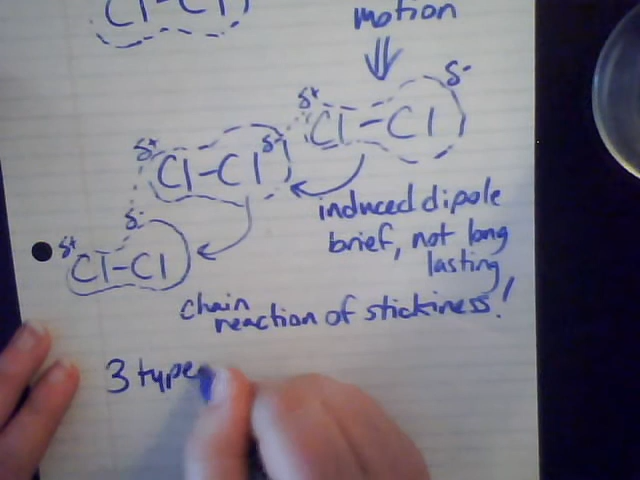 Cl-Cl
motion
δ+ Cl-Cl δ-
δ+ Cl-Cl δ-
δ+ Cl-Cl δ-
induced dipole
brief, not long
lasting
chain
reaction of stickiness!
3 type